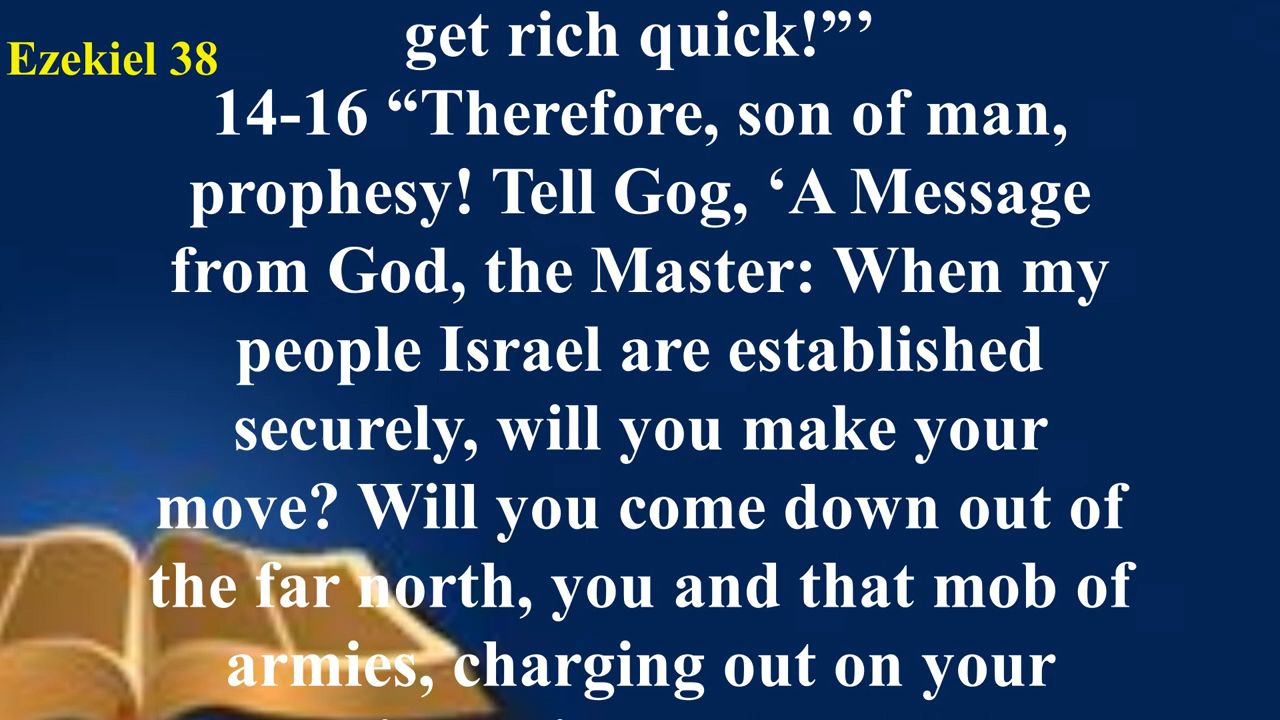 get rich quick!”’
Ezekiel 38
14-16 “Therefore, son of man,
prophesy! Tell Gog, ‘A Message
from God, the Master: When my
people Israel are established
securely, will you make your
move? Will you come down out of
the far north, you and that mob of
armies, charging out on your